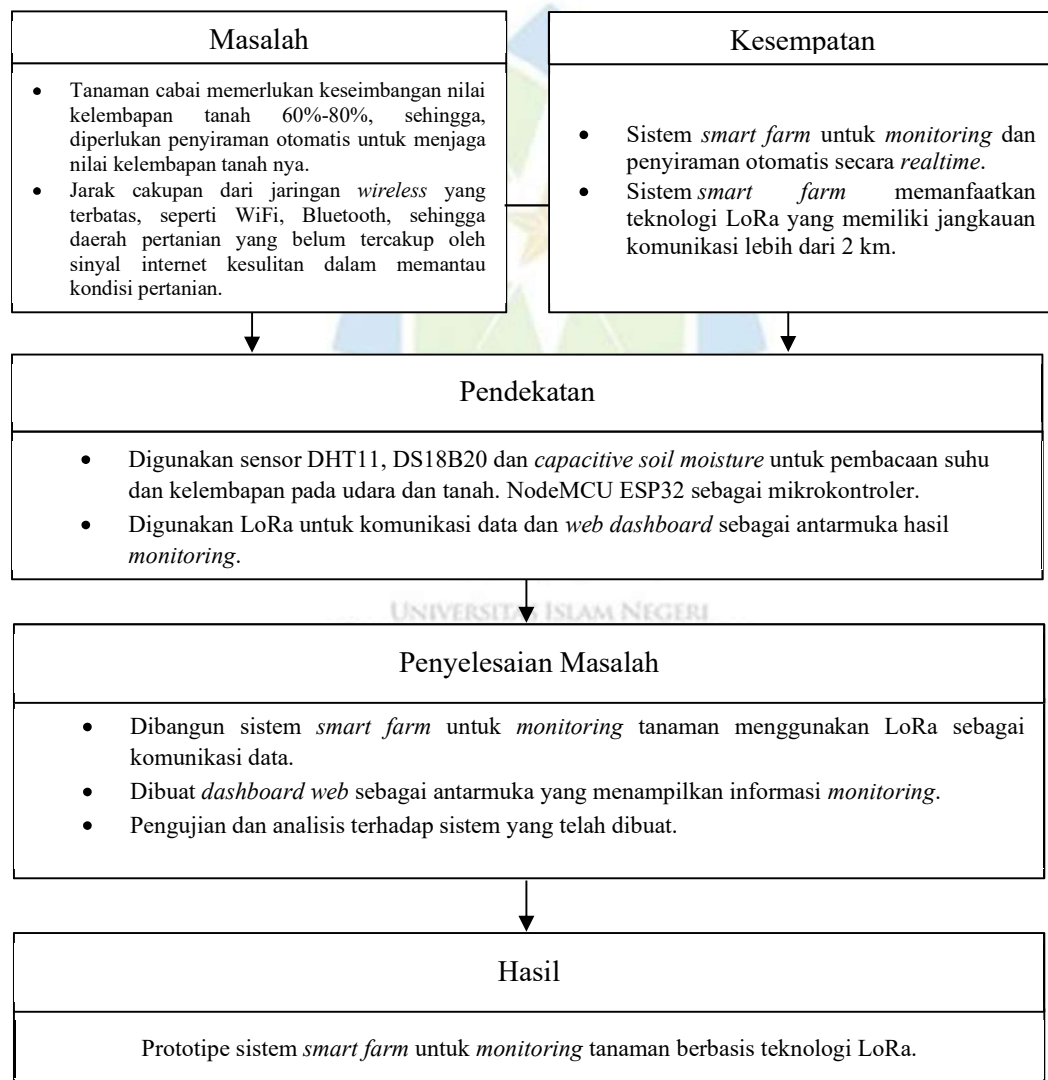 Masalah
• Tanaman cabai memerlukan keseimbangan nilai
kelembapan tanah 60%-80%, sehingga,
diperlukan penyiraman otomatis untuk menjaga
nilai kelembapan tanah nya.
• Jarak cakupan dari jaringan wireless yang
terbatas, seperti WiFi, Bluetooth, sehingga
daerah pertanian yang belum tercakup oleh
sinyal internet kesulitan dalam memantau
kondisi pertanian.
Kesempatan
• Sistem smart farm untuk monitoring dan
penyiraman otomatis secara realtime.
• Sistem smart farm memanfaatkan
teknologi LoRa yang memiliki jangkauan
komunikasi lebih dari 2 km.
Pendekatan
• Digunakan sensor DHT11, DS18B20 dan capacitive soil moisture untuk pembacaan suhu
dan kelembapan pada udara dan tanah. NodeMCU ESP32 sebagai mikrokontroler.
• Digunakan LoRa untuk komunikasi data dan web dashboard sebagai antarmuka hasil
monitoring.
UNIVERSITAS ISLAM NEGERI
Penyelesaian Masalah
• Dibangun sistem smart farm untuk monitoring tanaman menggunakan LoRa sebagai
komunikasi data.
• Dibuat dashboard web sebagai antarmuka yang menampilkan informasi monitoring.
• Pengujian dan analisis terhadap sistem yang telah dibuat.
Hasil
Prototipe sistem smart farm untuk monitoring tanaman berbasis teknologi LoRa.